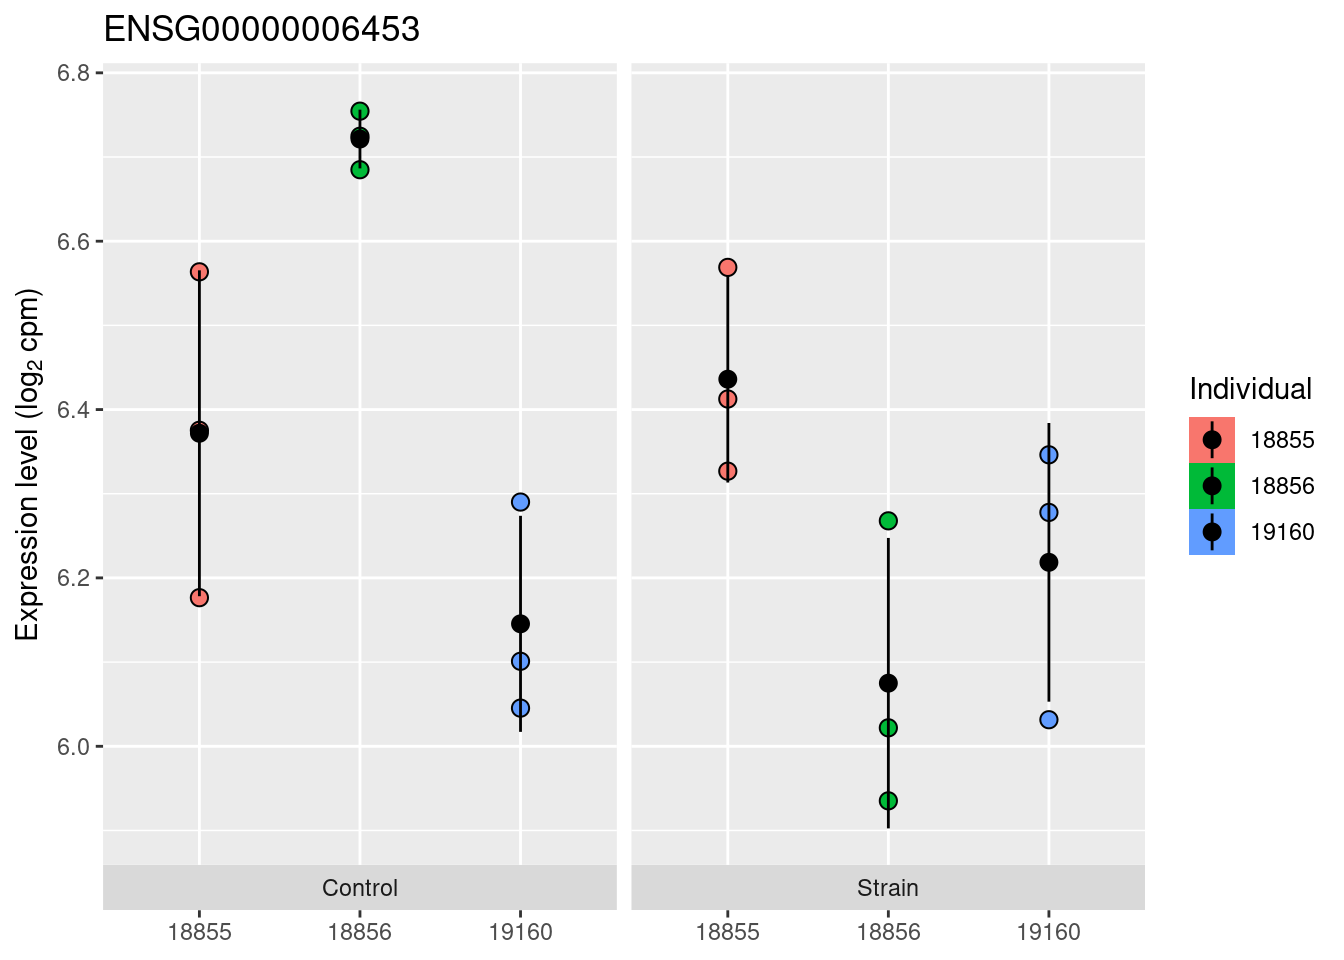 ENSG00000006453
Expression level (log₂ cpm)
6.8
6.6
6.4
6.2
6.0
Control
Strain
18855 18856 19160
18855 18856 19160
Individual
18855
18856
19160